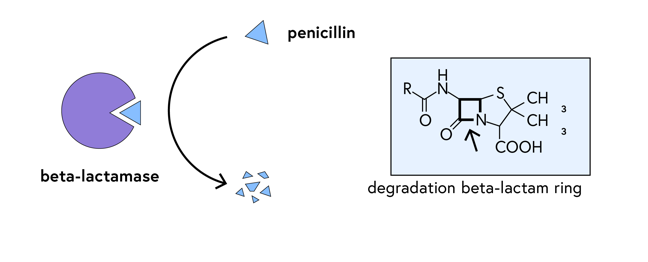 penicillin
beta-lactamase
H
R
N
S
CH
3
O
O
N
CH
3
COOH
degradation beta-lactam ring